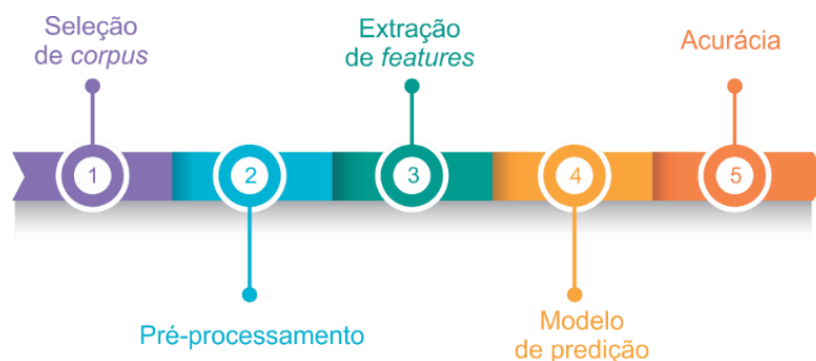 Seleção
de corpus
1
2
Pré-processamento
Extração
de features
3
4
Modelo
de predição
Acurácia
5